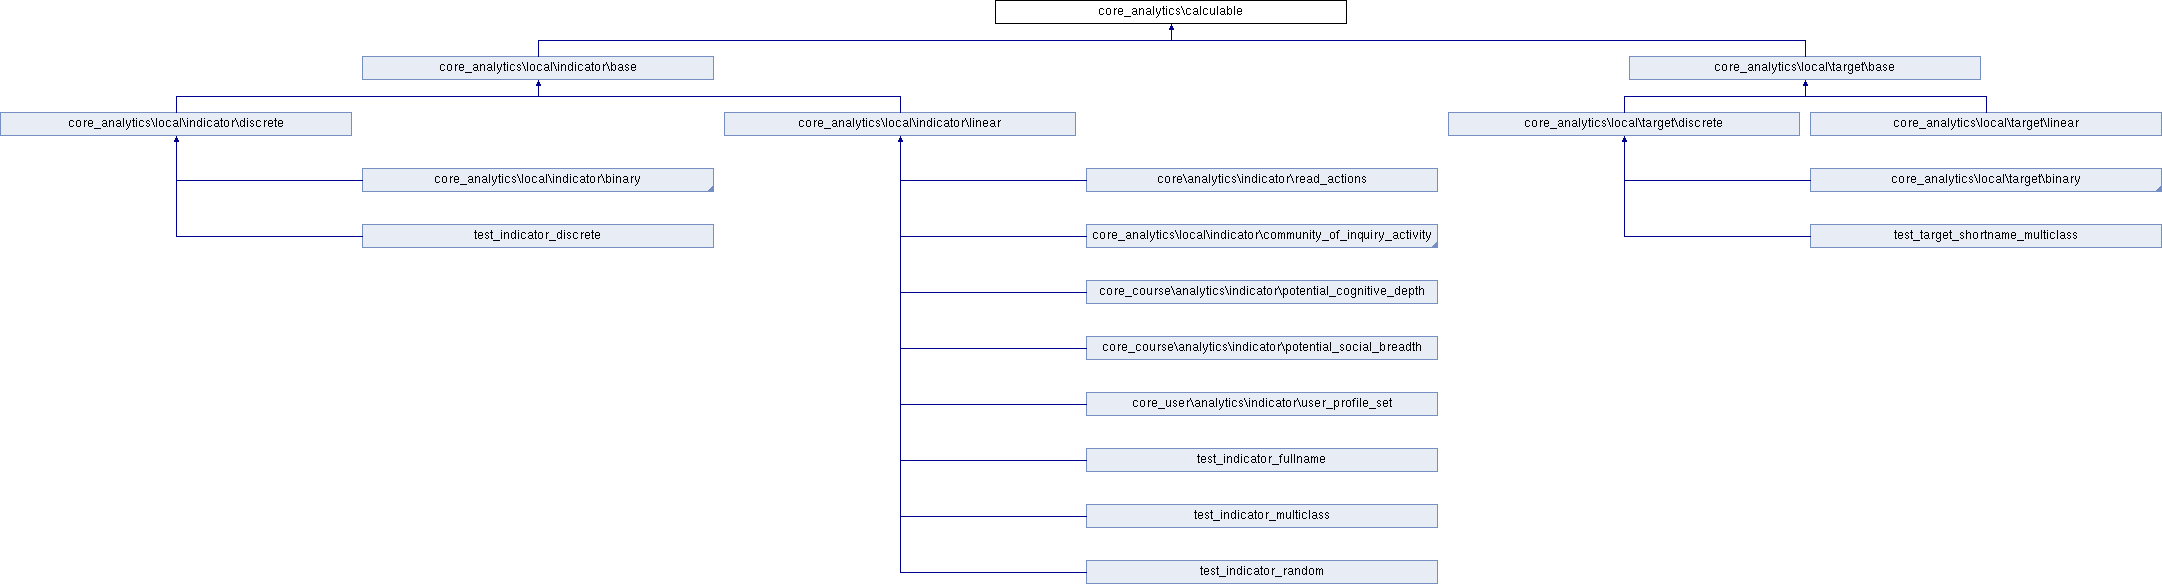 core_analytics\calculable
core_analytics\local\indicator\base
core_analytics\local\target\base
core_analytics\local\indicator\discrete
core_analytics\local\indicator\linear
core_analytics\local\target\discrete
core_analytics\local\target\linear
core_analytics\local\indicator\binary
core\analytics\indicator\read_actions
core_analytics\local\target\binary
test_indicator_discrete
core_analytics\local\indicator\community_of_inquiry_activity
test_target_shortname_multiclass
core_course\analytics\indicator\potential_cognitive_depth
core_course\analytics\indicator\potential_social_breadth
core_user\analytics\indicator\user_profile_set
test_indicator_fullname
test_indicator_multiclass
test_indicator_random